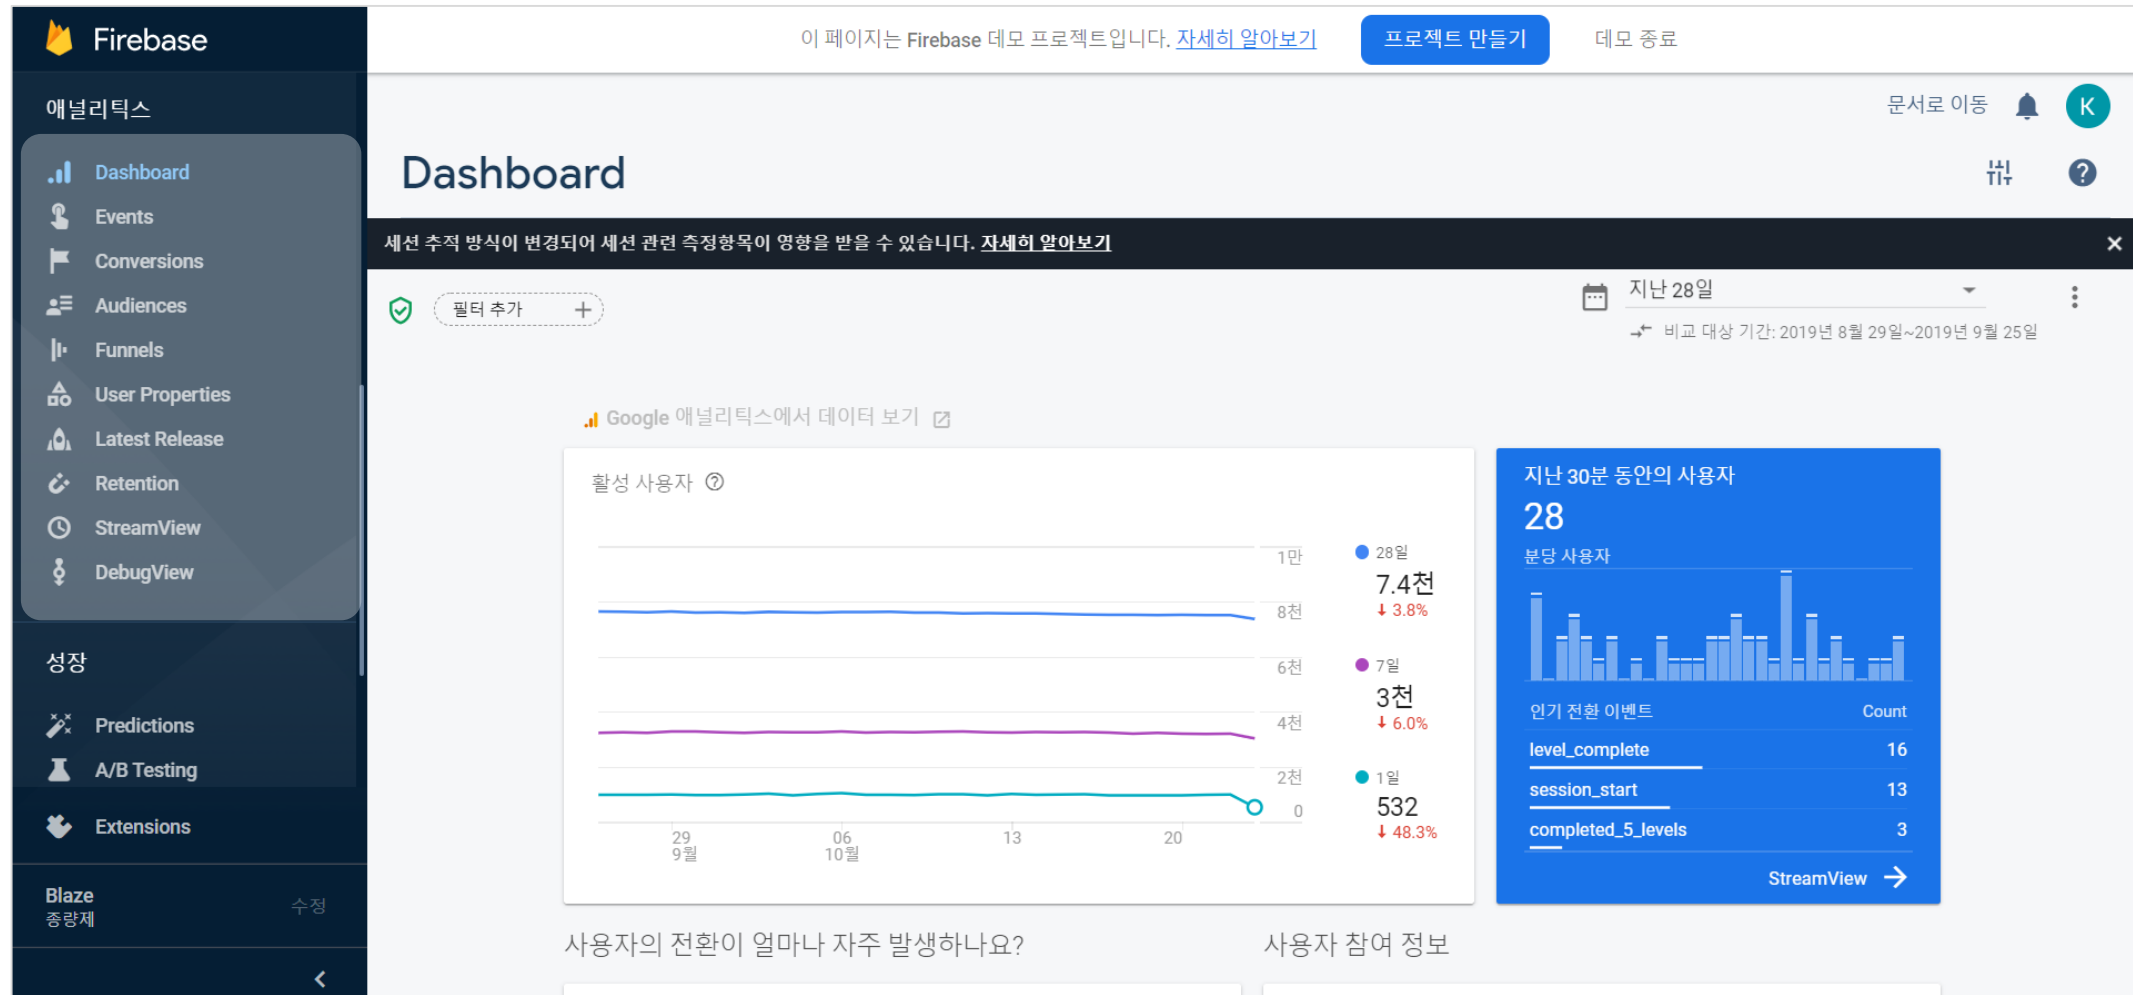 Firebase
이 페이지는 Firebase 데모 프로젝트입니다. 자세히 알아보기
프로젝트 만들기
데모 종료
애널리틱스
Dashboard
Events
Conversions
Audiences
Funnels
User Properties
Latest Release
Retention
StreamView
DebugView
성장
Predictions
A/B Testing
Extensions
Blaze
종량제
수정
문서로 이동
K
Dashboard
세션 추적 방식이 변경되어 세션 관련 측정항목이 영향을 받을 수 있습니다. 자세히 알아보기
필터 추가
지난 28일
비교 대상 기간: 2019년 8월 29일~2019년 9월 25일
Google 애널리틱스에서 데이터 보기
활성 사용자
1만
8천
6천
4천
2천
0
29
9월
06
10월
13
20
28일
7.4천
3.8%
7일
3천
6.0%
1일
532
48.3%
지난 30분 동안의 사용자
28
분당 사용자
인기 전환 이벤트 Count
level_complete 16
session_start 13
completed_5_levels 3
StreamView
사용자의 전환이 얼마나 자주 발생하나요?
사용자 참여 정보